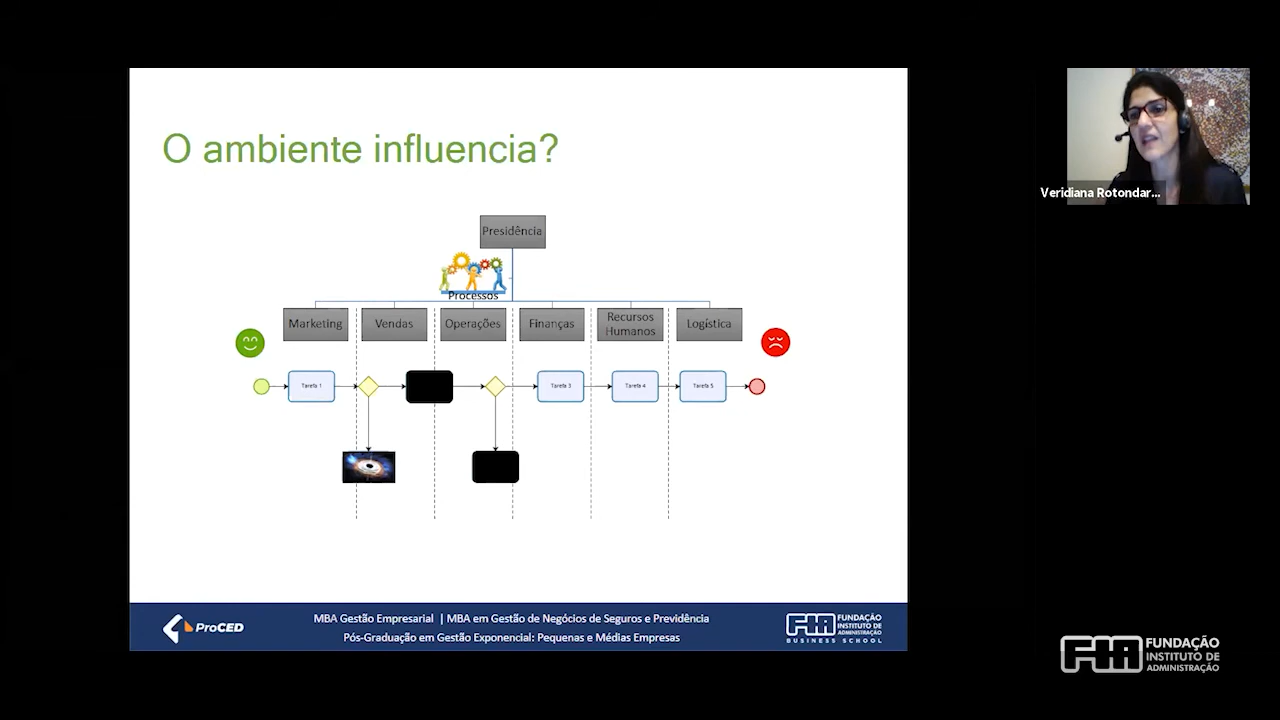 O ambiente influencia?
Veridiana Rotondar...
Presidência
Processos
Marketing
Vendas
Operações
Finanças
Recursos
Humanos
Logística
Tarefa 1
Tarefa 3
Tarefa 4
Tarefa 5
ProCED
MBA Gestão Empresarial | MBA em Gestão de Negócios de Seguros e Previdência
Pós-Graduação em Gestão Exponencial: Pequenas e Médias Empresas
FIA
FUNDAÇÃO
INSTITUTO DE
ADMINISTRAÇÃO
BUSINESS SCHOOL
FIA
FUNDAÇÃO
INSTITUTO DE
ADMINISTRAÇÃO